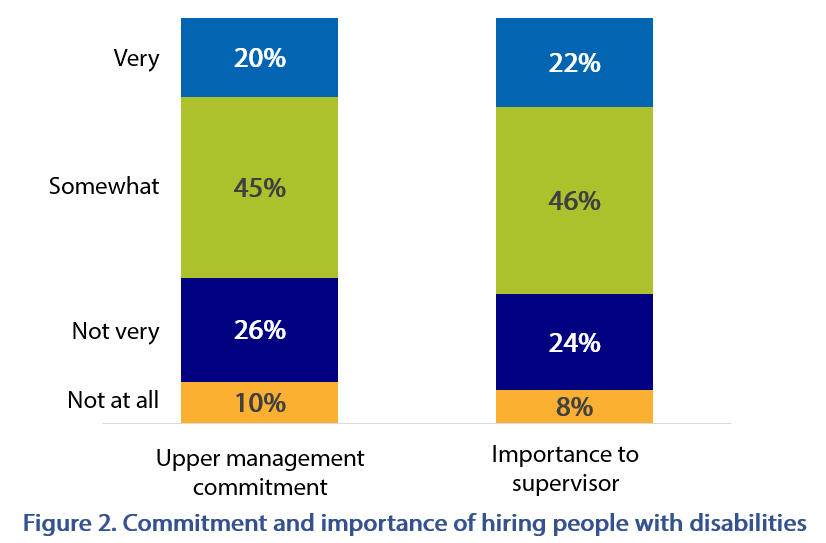 Very 20% 22%
Somewhat 45% 46%
Not very 26% 24%
Not at all 10% 8%
Upper management Importance to
commitment supervisor
Figure 2. Commitment and importance of hiring people with disabilities